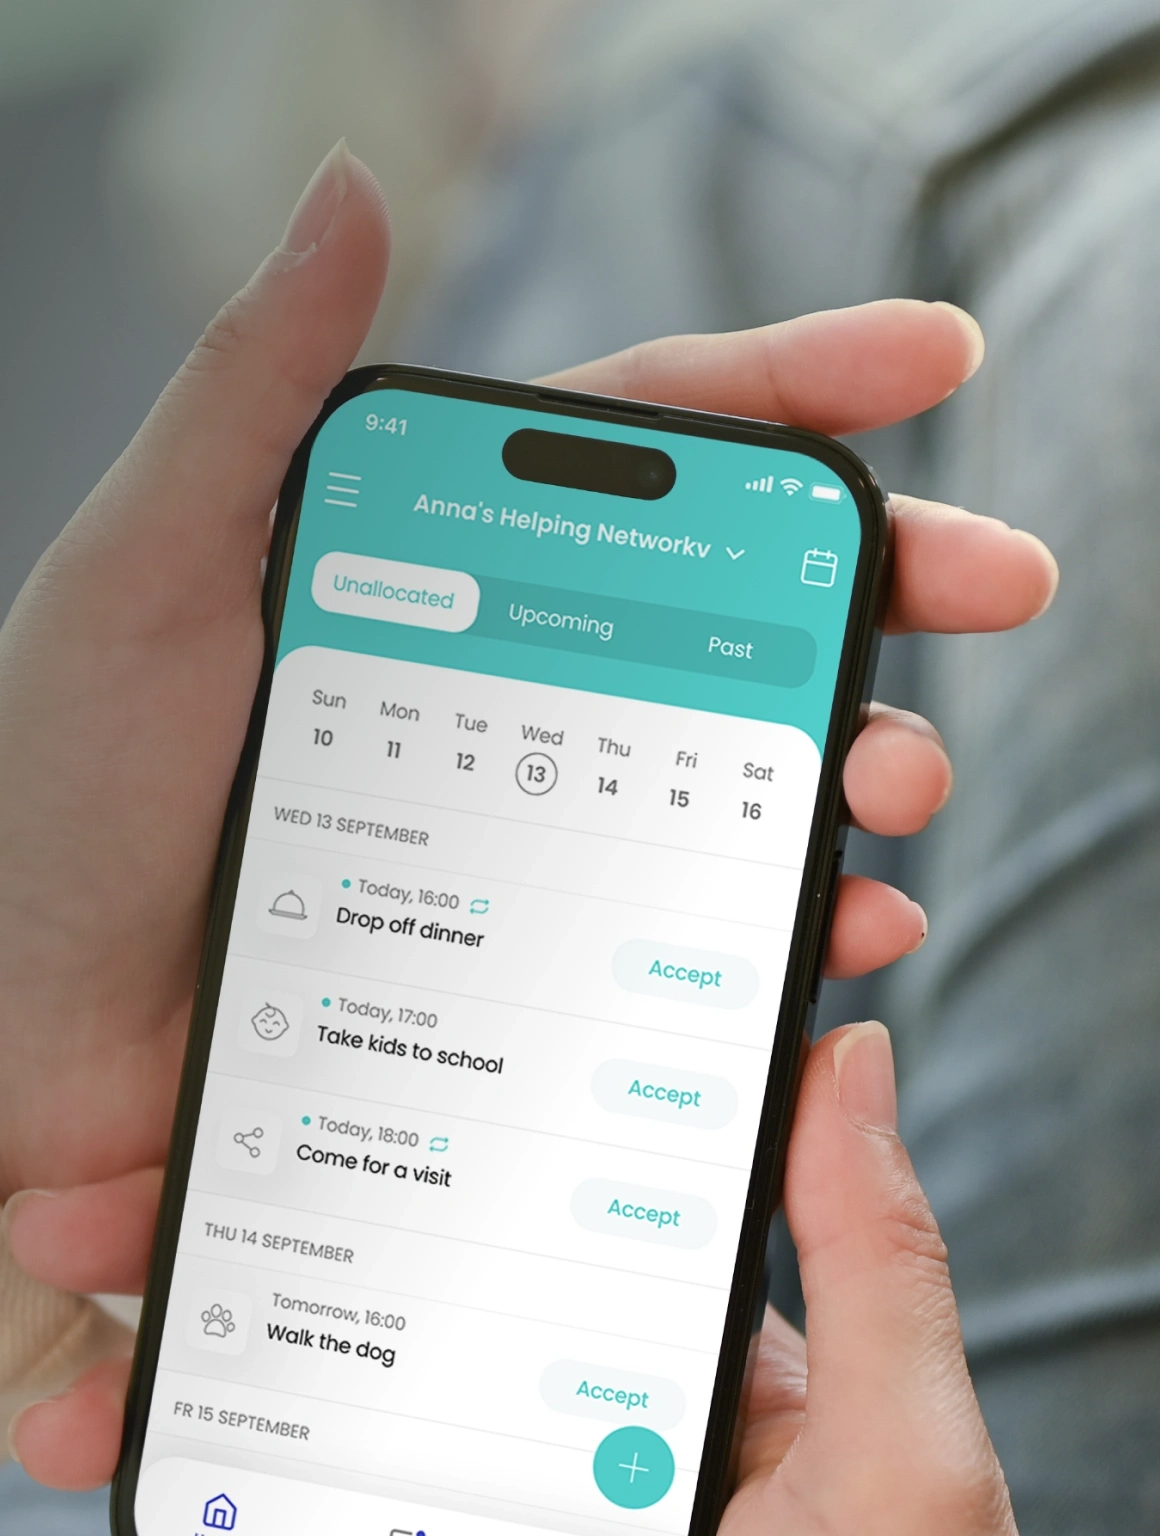 9:41
Anna's Helping Networkv
Unallocated Upcoming Past
Sun Mon Tue Wed Thu Fri Sat
10 11 12 13 14 15 16
WED 13 SEPTEMBER
Today, 16:00
Drop off dinner
Accept
Today, 17:00
Take kids to school
Accept
Today, 18:00
Come for a visit
Accept
THU 14 SEPTEMBER
Tomorrow, 16:00
Walk the dog
Accept
FR 15 SEPTEMBER